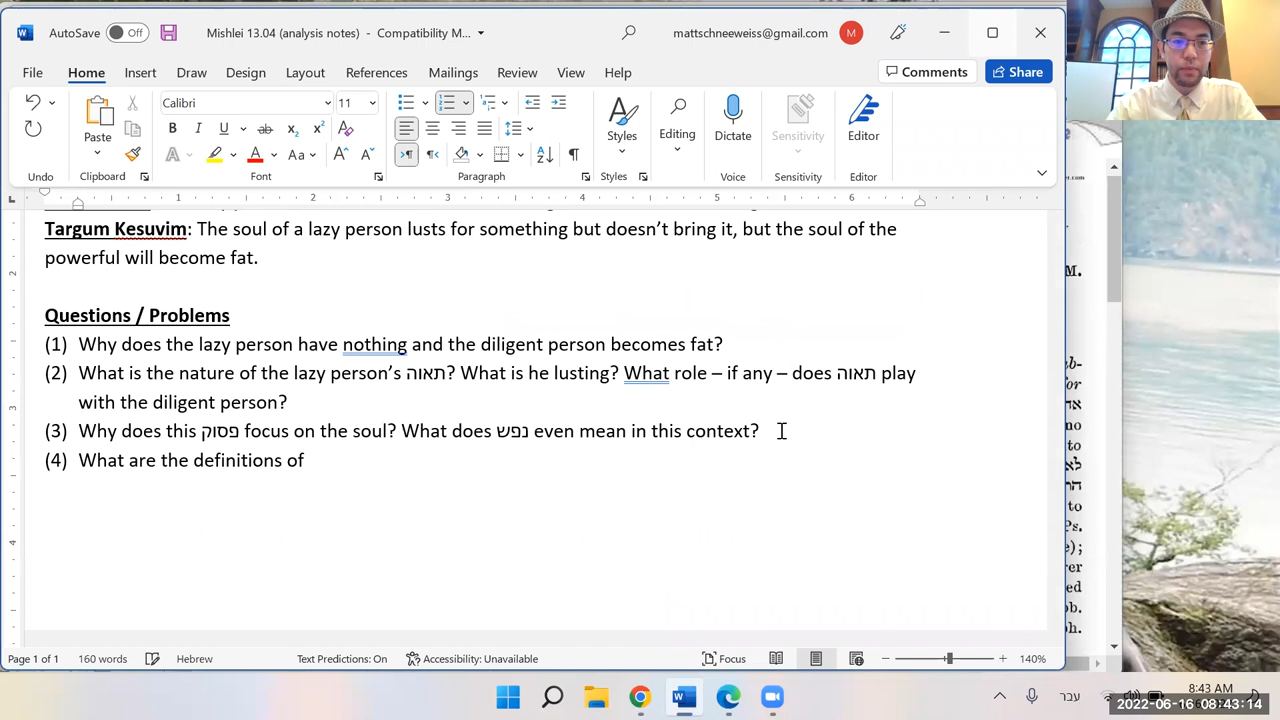 AutoSave Off Mishlei 13.04 (analysis notes) - Compatibility M... mattschneeweiss@gmail.com M
File Home Insert Draw Design Layout References Mailings Review View Help Comments Share
Calibri 11
Paste Styles Editing Dictate Sensitivity Editor
Undo Clipboard Font Paragraph Styles Voice Sensitivity Editor
1 2 3 4 5 6
Targum Kesuvim: The soul of a lazy person lusts for something but doesn’t bring it, but the soul of the
powerful will become fat.
Questions / Problems
(1) Why does the lazy person have nothing and the diligent person becomes fat?
(2) What is the nature of the lazy person’s תאוה? What is he lusting? What role – if any – does תאוה play
with the diligent person?
(3) Why does this פסוק focus on the soul? What does נפש even mean in this context?
(4) What are the definitions of
Page 1 of 1 160 words Hebrew Text Predictions: On Accessibility: Unavailable Focus 140%
8:43 AM
עבר
2022-06-16 08:43:14